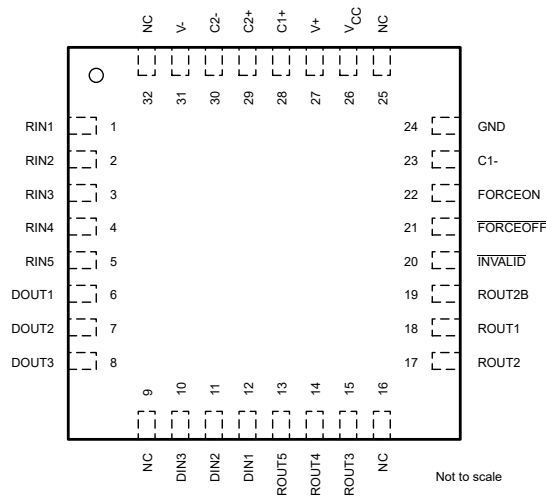 NC V- C2- C2+ C1+ V+ VCC NC
32 31 30 29 28 27 26 25
RIN1 1 24 GND
RIN2 2 23 C1-
RIN3 3 22 FORCEON
RIN4 4 21 FORCEOFF
RIN5 5 20 INVALID
DOUT1 6 19 ROUT2B
DOUT2 7 18 ROUT1
DOUT3 8 17 ROUT2
9 10 11 12 13 14 15 16
NC DIN3 DIN2 DIN1 ROUT5 ROUT4 ROUT3 NC
Not to scale